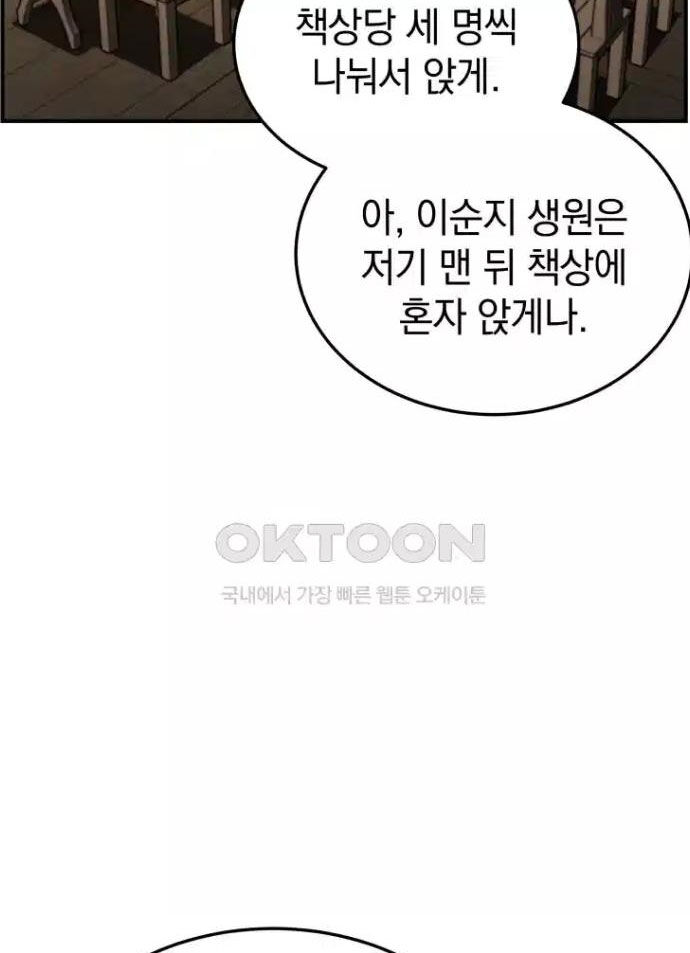 책상당 세 명씩
나눠서 앉게.
아, 이순지 생원은
저기 맨 뒤 책상에
혼자 앉게나.
OKTOON
국내에서 가장 빠른 웹툰 오케이툰